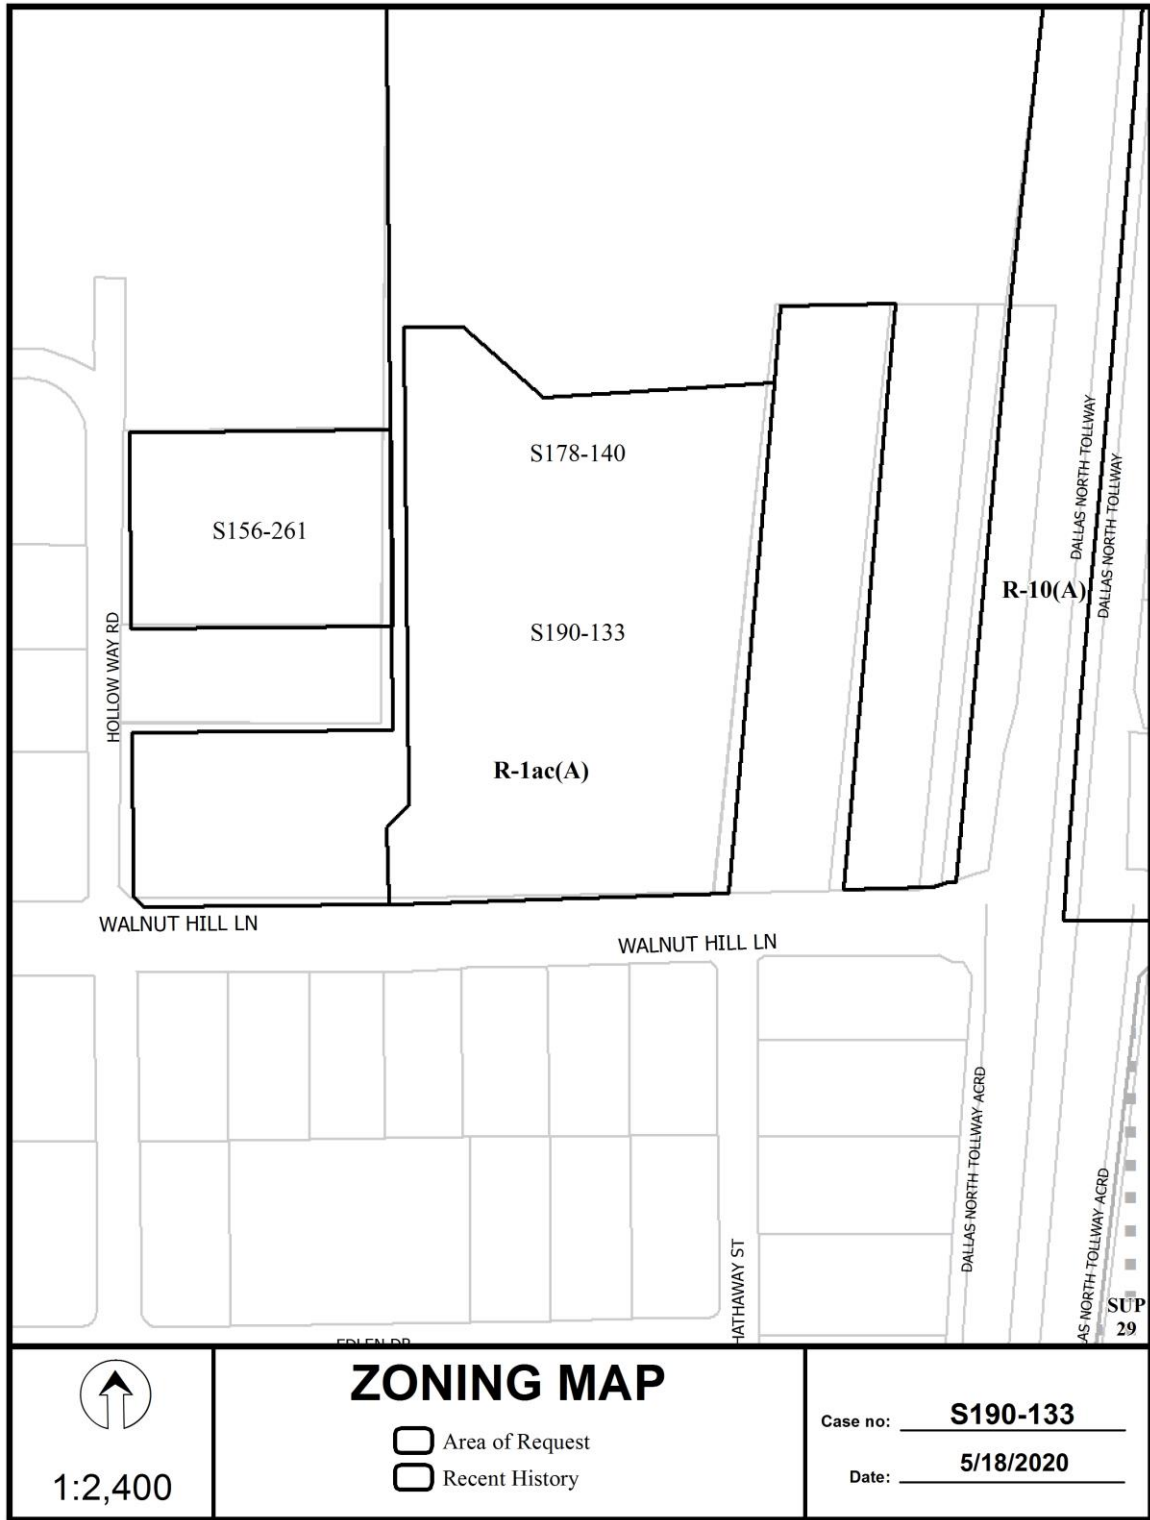 DALLAS NORTH TOLLWAY
DALLAS NORTH TOLLWAY
S178-140
S156-261
R-10(A)
S190-133
HOLLOW WAY RD
R-1ac(A)
WALNUT HILL LN
WALNUT HILL LN
DALLAS NORTH TOLLWAY ACRD
AS NORTH TOLLWAY ACRD
HATHAWAY ST
SUP
29
EDLEN DR
ZONING MAP
Area of Request
Recent History
1:2,400
Case no: S190-133
Date: 5/18/2020